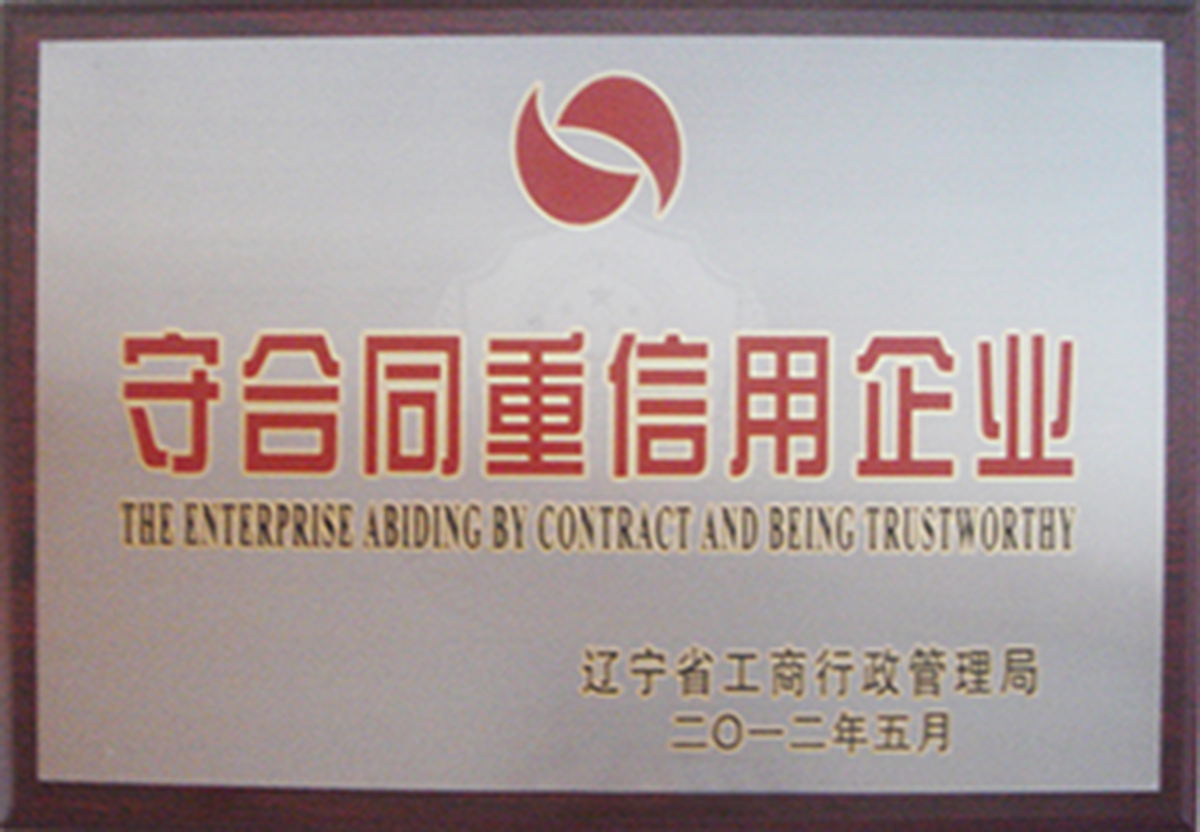 守合同重信用企业
THE ENTERPRISE ABIDING BY CONTRACT AND BEING TRUSTWORTHY
辽宁省工商行政管理局
二〇一二年五月